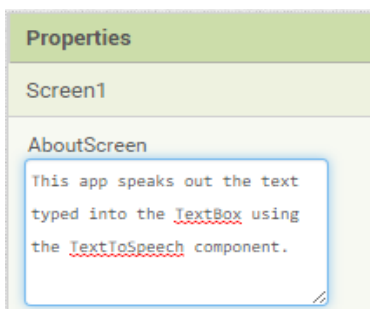 Properties
Screen1
AboutScreen
This app speaks out the text
typed into the TextBox using
the TextToSpeech component.